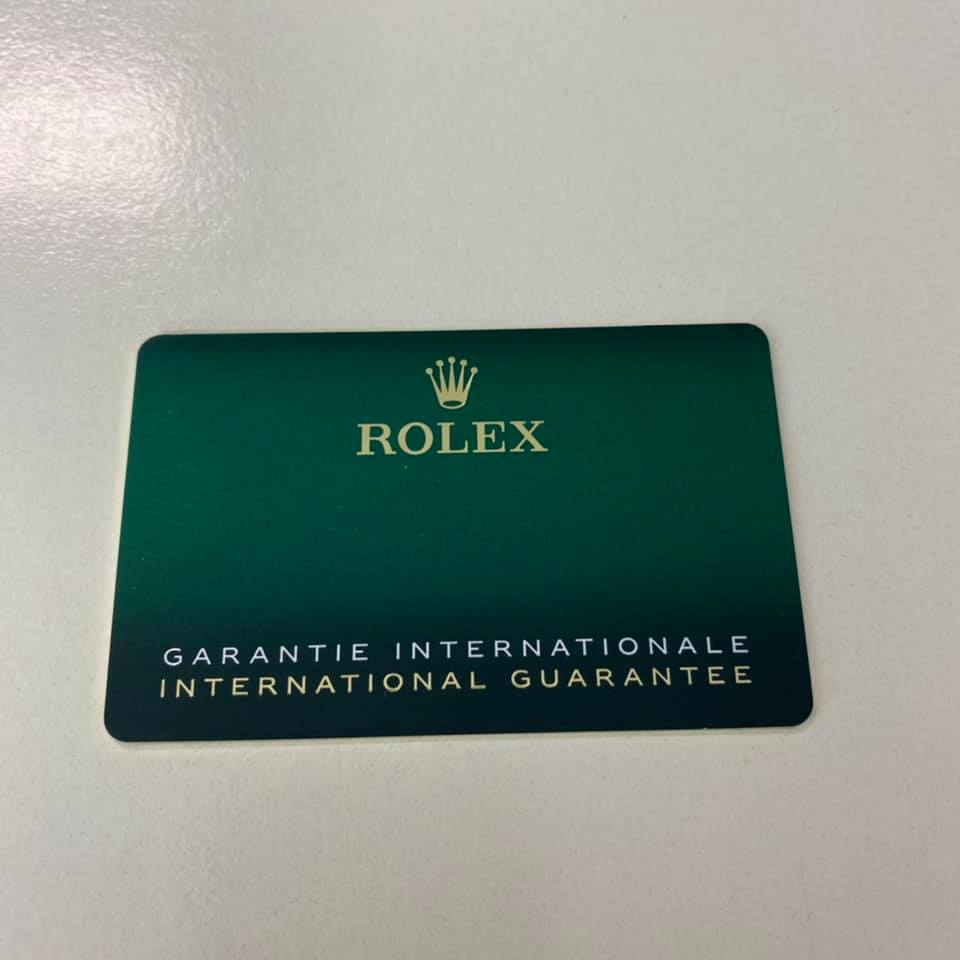 ROLEX
GARANTIE INTERNATIONALE
INTERNATIONAL GUARANTEE